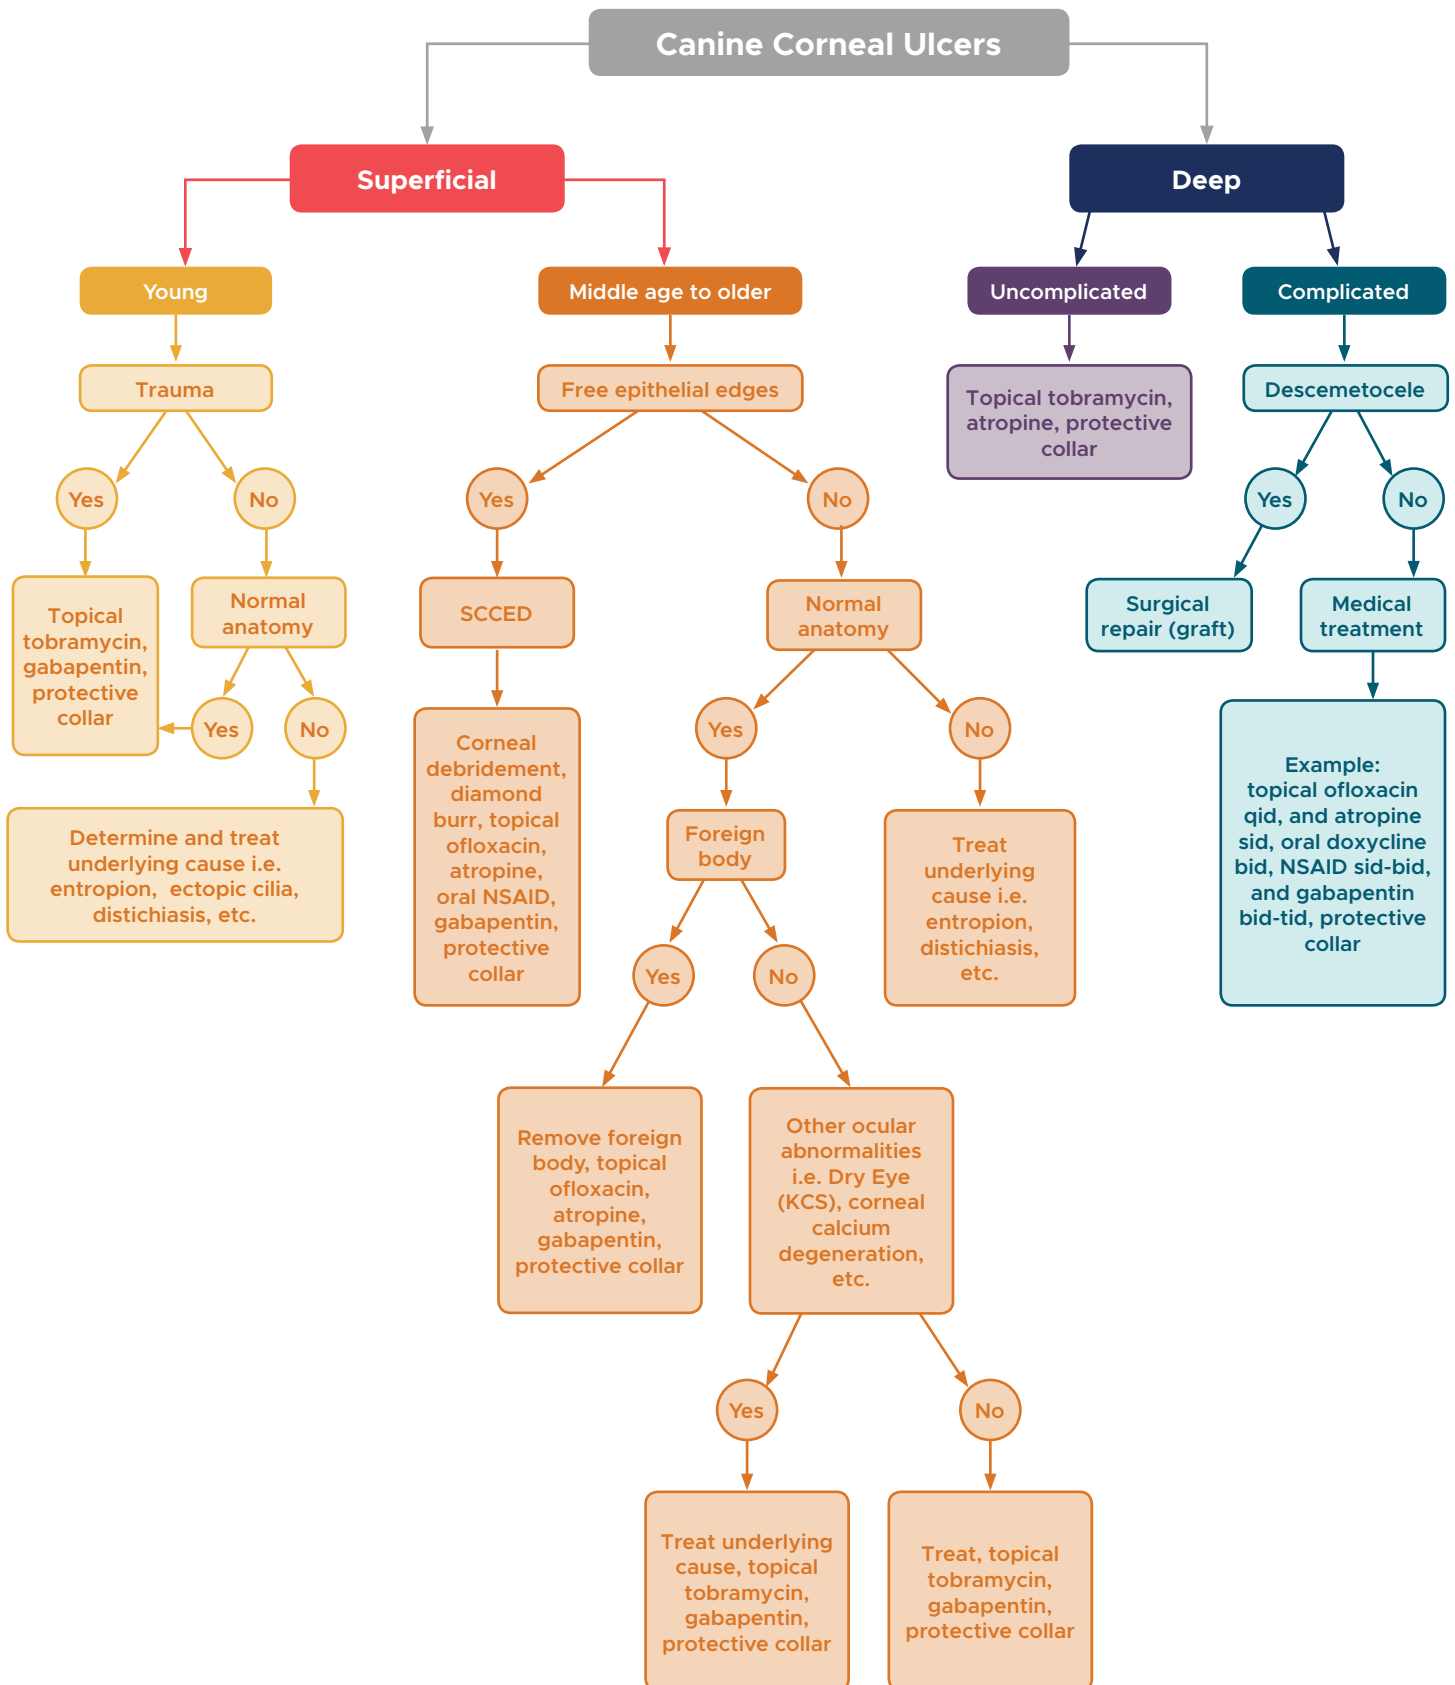 Canine Corneal Ulcers
Superficial
Deep
Young
Middle age to older
Uncomplicated
Complicated
Trauma
Free epithelial edges
Topical tobramycin,
atropine, protective
collar
Descemetocele
Yes
No
Yes
No
Yes
No
Topical
tobramycin,
gabapentin,
protective
collar
Normal
anatomy
SCCED
Normal
anatomy
Surgical
repair (graft)
Medical
treatment
Yes
No
Yes
No
Determine and treat
underlying cause i.e.
entropion, ectopic cilia,
distichiasis, etc.
Corneal
debridement,
diamond
burr, topical
ofloxacin,
atropine,
oral NSAID,
gabapentin,
protective
collar
Foreign
body
Treat
underlying
cause i.e.
entropion,
distichiasis,
etc.
Example:
topical ofloxacin
qid, and atropine
sid, oral doxycline
bid, NSAID sid-bid,
and gabapentin
bid-tid, protective
collar
Yes
No
Remove foreign
body, topical
ofloxacin,
atropine,
gabapentin,
protective collar
Other ocular
abnormalities
i.e. Dry Eye
(KCS), corneal
calcium
degeneration,
etc.
Yes
No
Treat underlying
cause, topical
tobramycin,
gabapentin,
protective collar
Treat, topical
tobramycin,
gabapentin,
protective collar